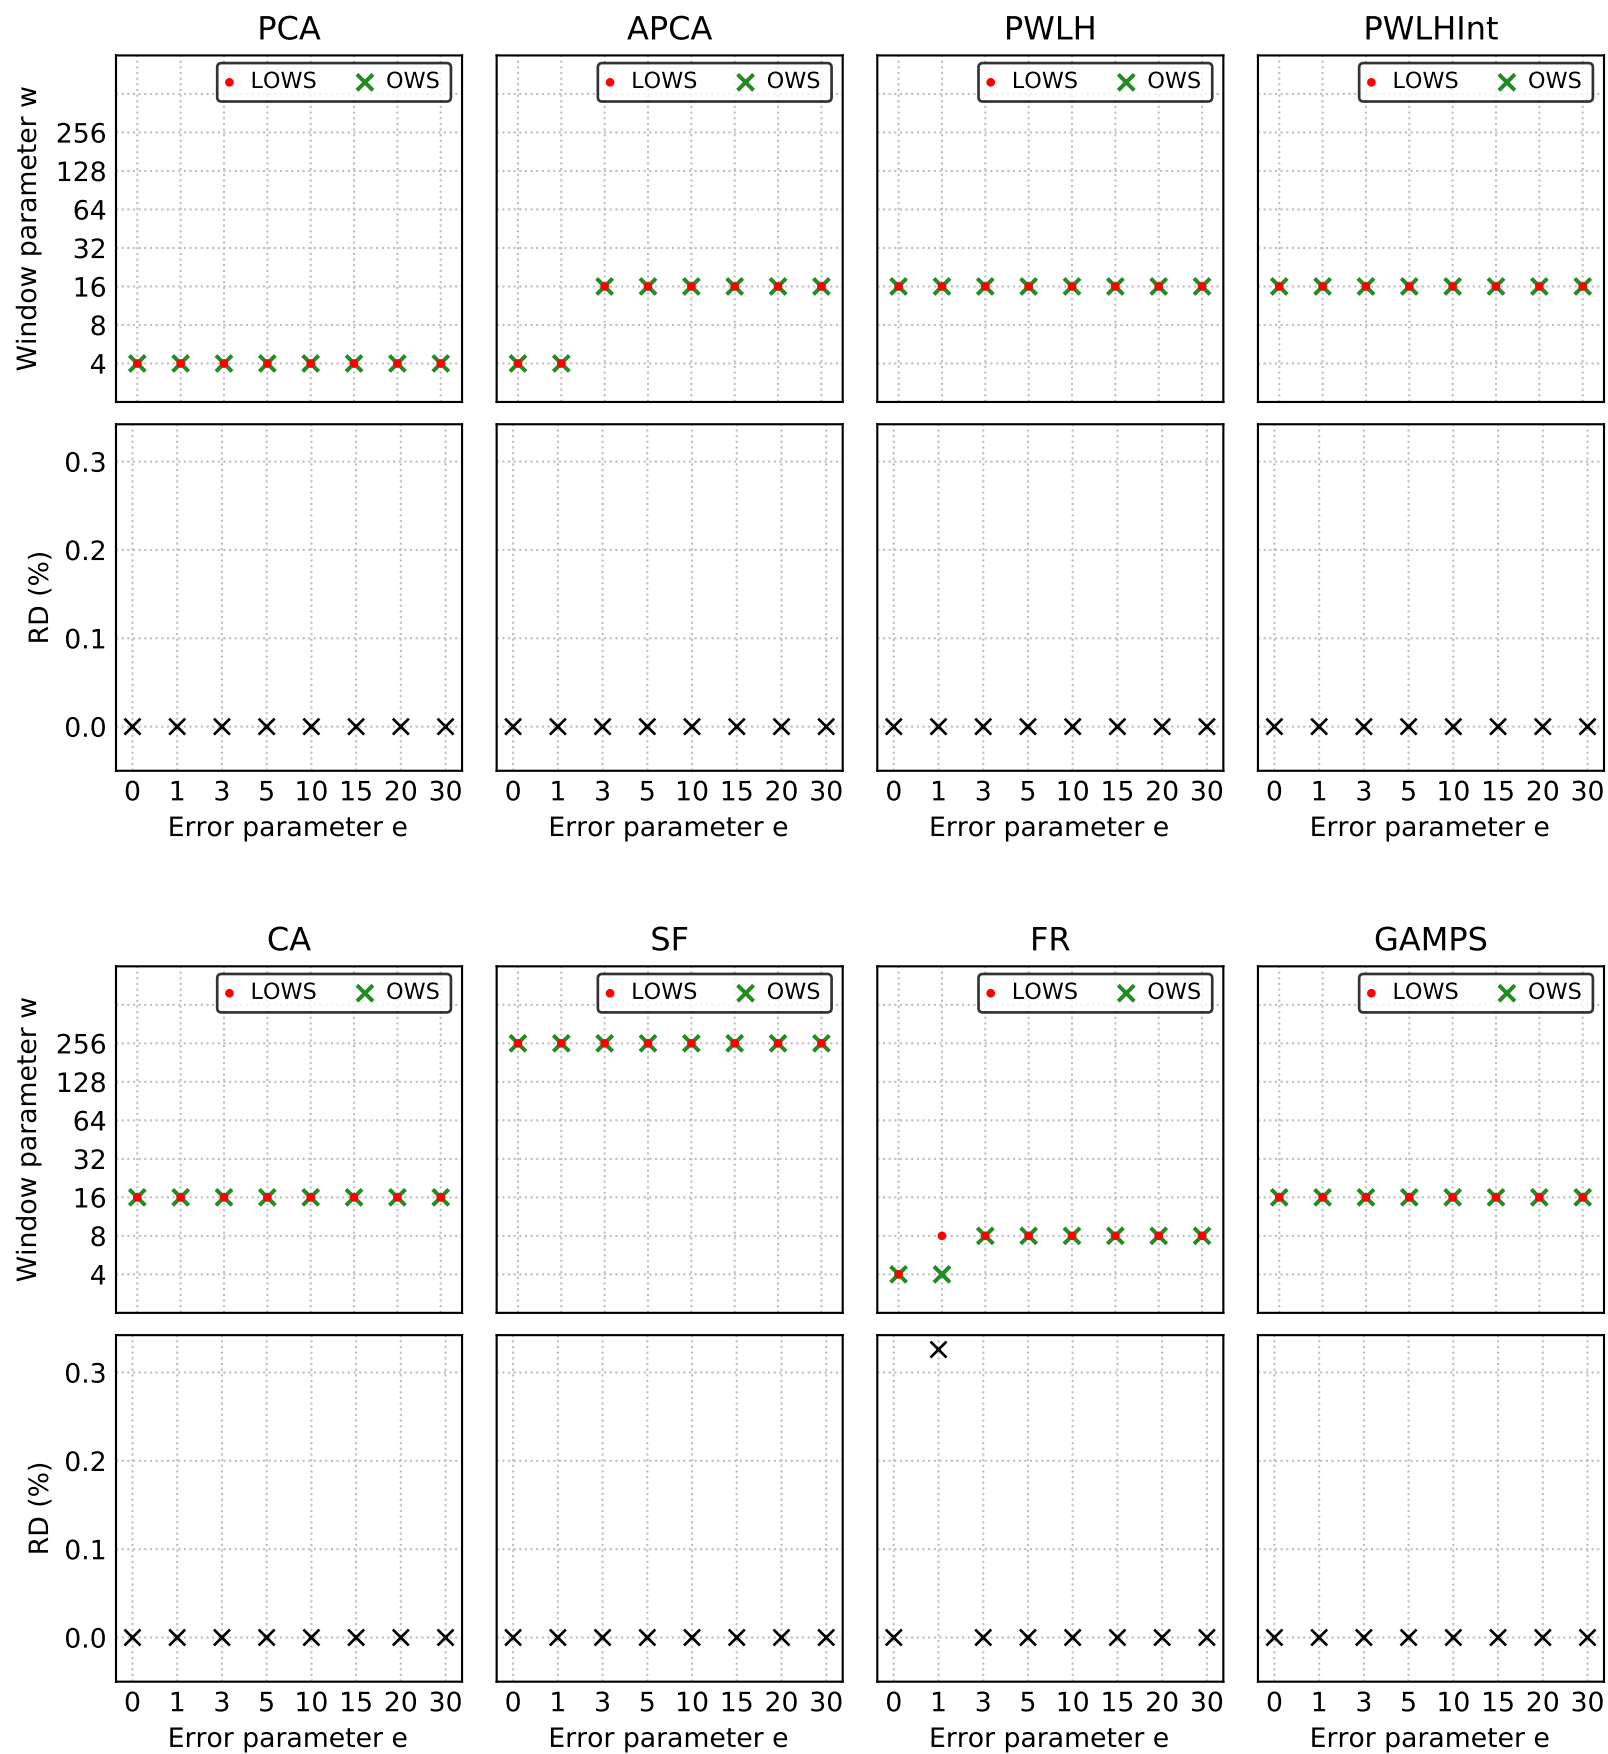 PCA APCA PWLH PWLHInt
LOWS OWS LOWS OWS LOWS OWS LOWS OWS
Window parameter w
256
128
64
32
16
8
4
RD (%)
0.3
0.2
0.1
0.0
0 1 3 5 10 15 20 30 0 1 3 5 10 15 20 30 0 1 3 5 10 15 20 30 0 1 3 5 10 15 20 30
Error parameter e Error parameter e Error parameter e Error parameter e
CA SF FR GAMPS
LOWS OWS LOWS OWS LOWS OWS LOWS OWS
Window parameter w
256
128
64
32
16
8
4
RD (%)
0.3
0.2
0.1
0.0
0 1 3 5 10 15 20 30 0 1 3 5 10 15 20 30 0 1 3 5 10 15 20 30 0 1 3 5 10 15 20 30
Error parameter e Error parameter e Error parameter e Error parameter e